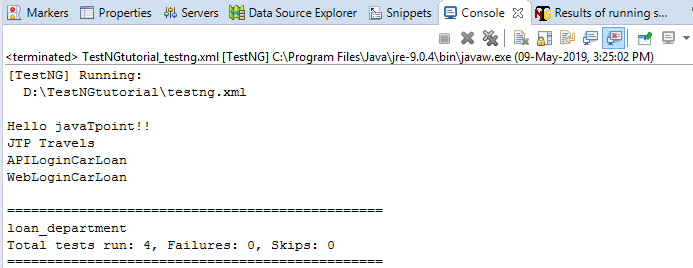 Markers Properties Servers Data Source Explorer Snippets Console Results of running s...
<terminated> TestNGtutorial_testng.xml [TestNG] C:\Program Files\Java\jre-9.0.4\bin\javaw.exe (09-May-2019, 3:25:02 PM)
[TestNG] Running:
  D:\TestNGtutorial\testng.xml
Hello javaTpoint!!
JTP Travels
APILoginCarLoan
WebLoginCarLoan
===============================================
loan_department
Total tests run: 4, Failures: 0, Skips: 0
===============================================